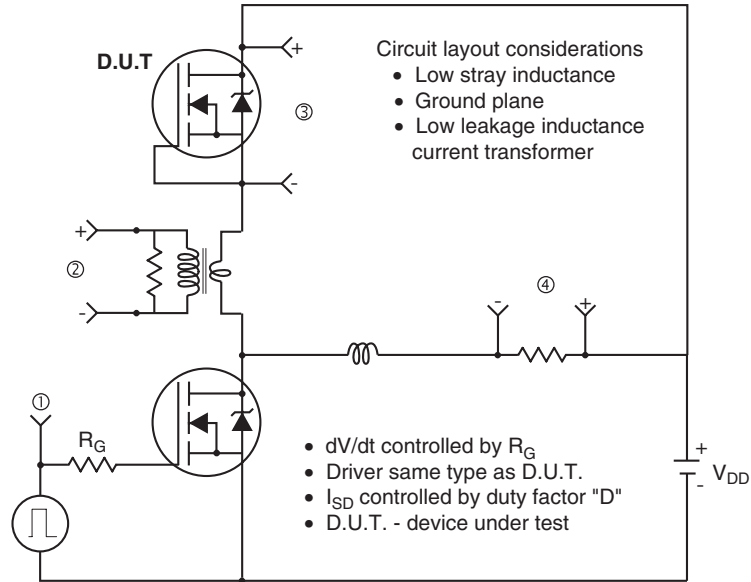 D.U.T
+
③
-
Circuit layout considerations
• Low stray inductance
• Ground plane
• Low leakage inductance
current transformer
+
②
-
④
- +
①
R_G
• dV/dt controlled by R_G
• Driver same type as D.U.T.
• I_SD controlled by duty factor "D"
• D.U.T. - device under test
+
V_DD
-